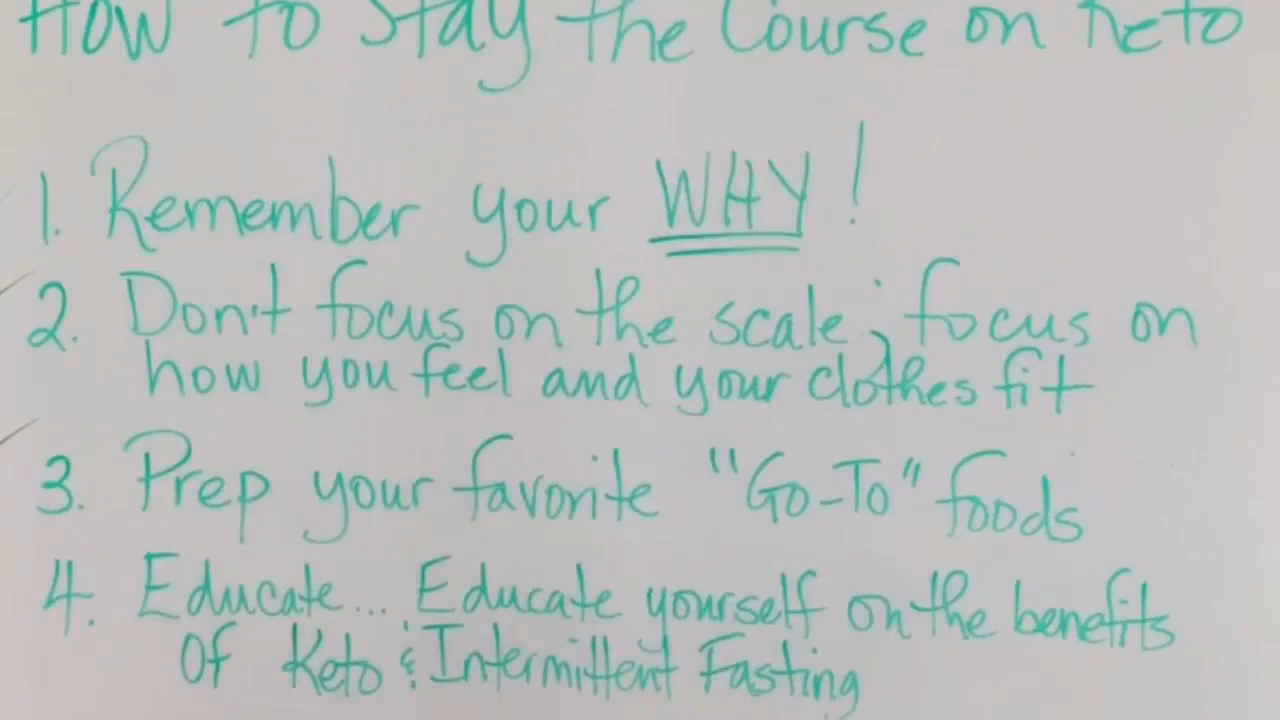 How to Stay the Course on Keto
1. Remember your WHY!
2. Don't focus on the scale, focus on
how you feel and your clothes fit
3. Prep your favorite "Go-To" foods
4. Educate... Educate yourself on the benefits
Of Keto & Intermittent Fasting